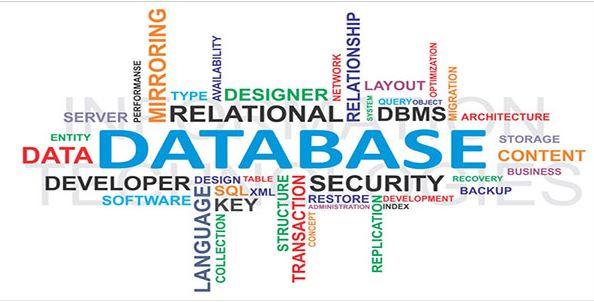 PERFORMANSE
MIRRORING
AVAILABILITY
NETWORK
RELATIONSHIP
OPTIMIZATION
MIGRATION
TYPE
DESIGNER
LAYOUT
SYSTEM
QUERY
OBJECT
SERVER
RELATIONAL
DBMS
ARCHITECTURE
INFORMATION
ENTITY
DATABASE
STORAGE
DATA
CONTENT
TECHNOLOGIES
BUSINESS
DEVELOPER
DESIGN
TABLE
SECURITY
RECOVERY
SQL
XML
BACKUP
SOFTWARE
KEY
RESTORE
DEVELOPMENT
ADMINISTRATION
INDEX
LANGUAGE
COLLECTION
STRUCTURE
TRANSACTION
CONCEPT
REPLICATION